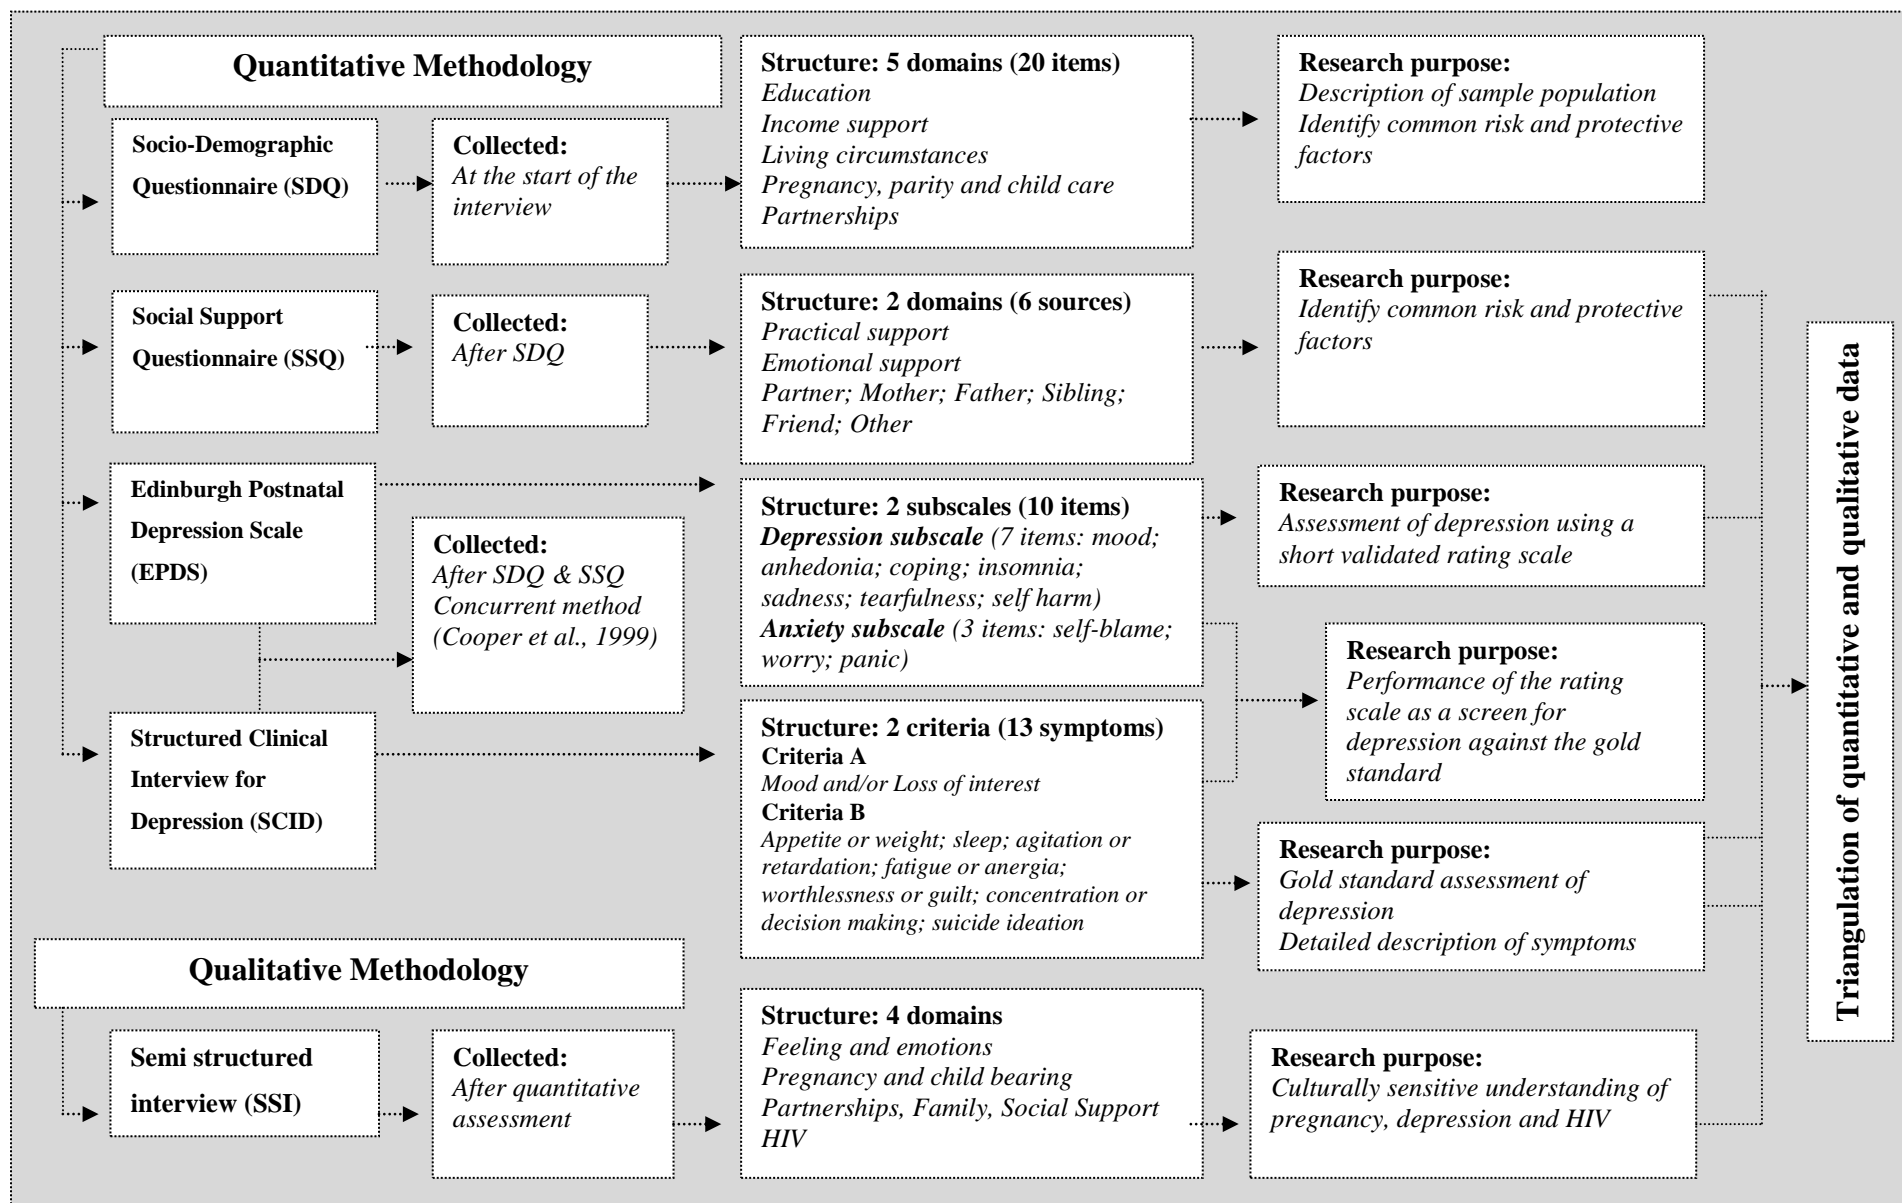 Quantitative Methodology
Socio-Demographic
Questionnaire (SDQ)
Collected:
At the start of the
interview
Structure: 5 domains (20 items)
Education
Income support
Living circumstances
Pregnancy, parity and child care
Partnerships
Research purpose:
Description of sample population
Identify common risk and protective
factors
Social Support
Questionnaire (SSQ)
Collected:
After SDQ
Structure: 2 domains (6 sources)
Practical support
Emotional support
Partner; Mother; Father; Sibling;
Friend; Other
Research purpose:
Identify common risk and protective
factors
Edinburgh Postnatal
Depression Scale
(EPDS)
Collected:
After SDQ & SSQ
Concurrent method
(Cooper et al., 1999)
Structure: 2 subscales (10 items)
Depression subscale (7 items: mood;
anhedonia; coping; insomnia;
sadness; tearfulness; self harm)
Anxiety subscale (3 items: self-blame;
worry; panic)
Research purpose:
Assessment of depression using a
short validated rating scale
Research purpose:
Performance of the rating
scale as a screen for
depression against the gold
standard
Structured Clinical
Interview for
Depression (SCID)
Structure: 2 criteria (13 symptoms)
Criteria A
Mood and/or Loss of interest
Criteria B
Appetite or weight; sleep; agitation or
retardation; fatigue or anergia;
worthlessness or guilt; concentration or
decision making; suicide ideation
Research purpose:
Gold standard assessment of
depression
Detailed description of symptoms
Qualitative Methodology
Semi structured
interview (SSI)
Collected:
After quantitative
assessment
Structure: 4 domains
Feeling and emotions
Pregnancy and child bearing
Partnerships, Family, Social Support
HIV
Research purpose:
Culturally sensitive understanding of
pregnancy, depression and HIV
Triangulation of quantitative and qualitative data